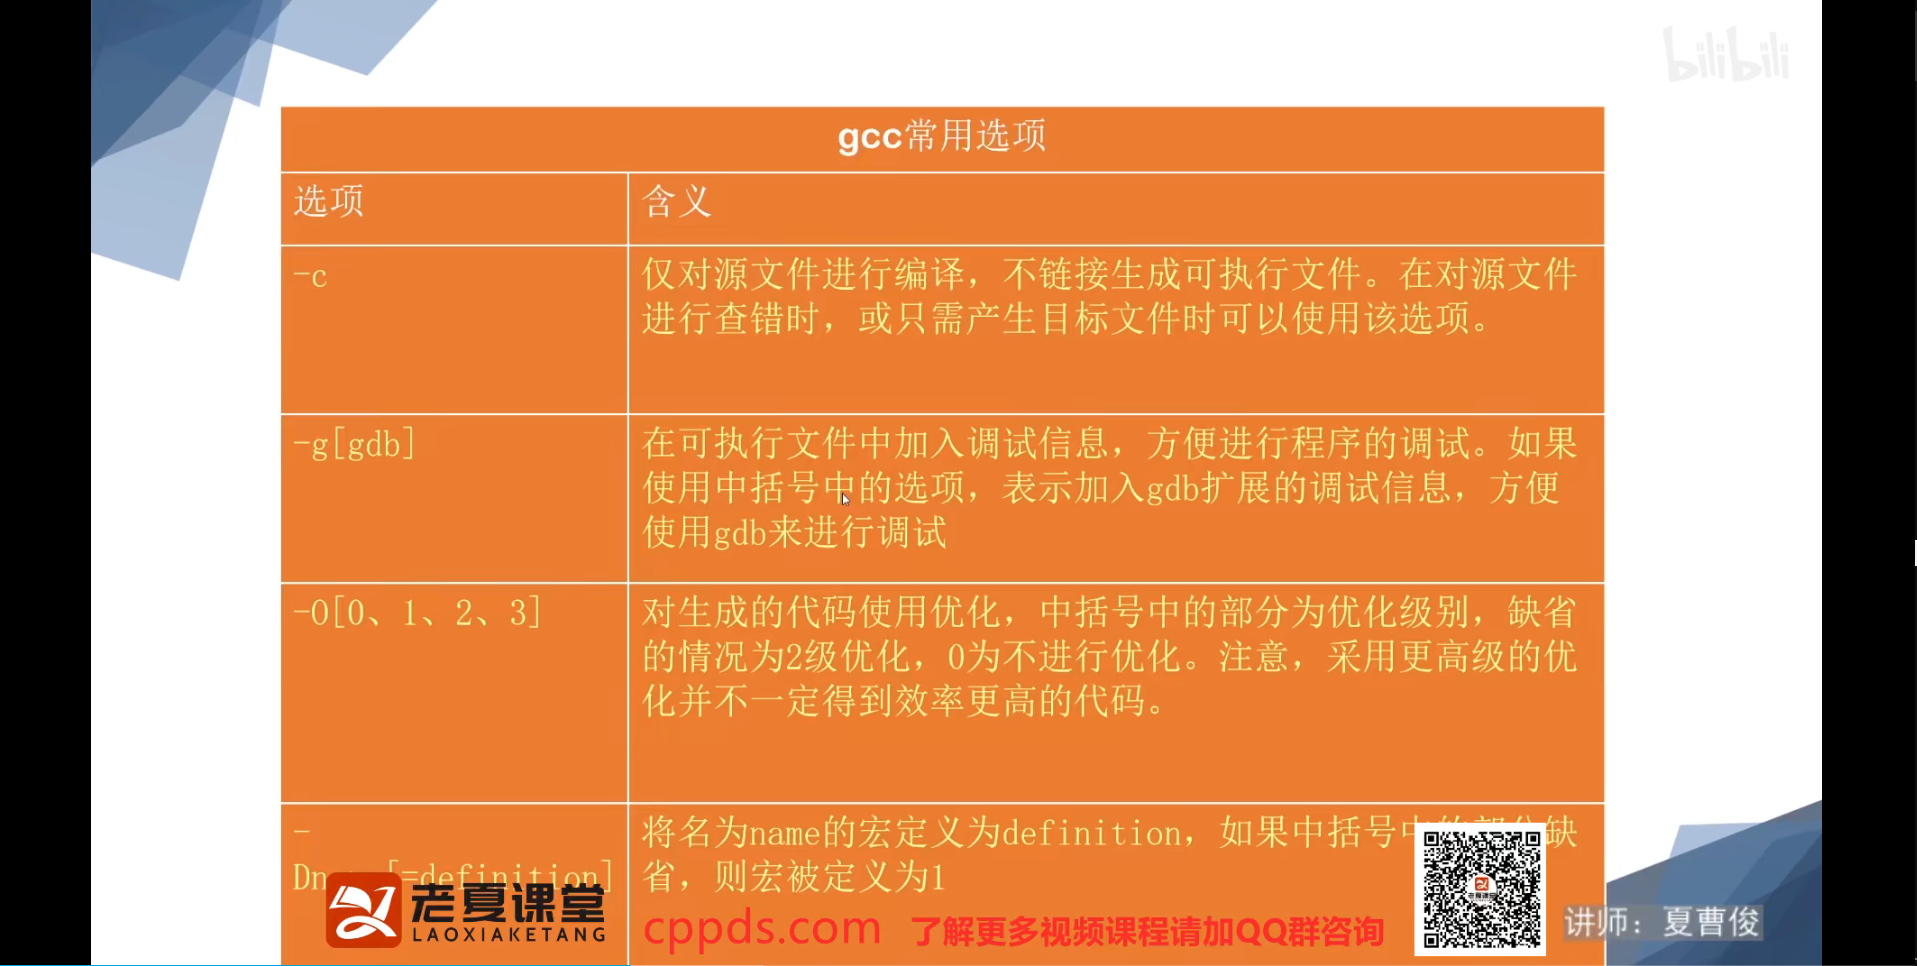 bilibili
gcc常用选项
选项
含义
-c
仅对源文件进行编译，不链接生成可执行文件。在对源文件
进行查错时，或只需产生目标文件时可以使用该选项。
-g[gdb]
在可执行文件中加入调试信息，方便进行程序的调试。如果
使用中括号中的选项，表示加入gdb扩展的调试信息，方便
使用gdb来进行调试
-O[0、1、2、3]
对生成的代码使用优化，中括号中的部分为优化级别，缺省
的情况为2级优化，0为不进行优化。注意，采用更高级的优
化并不一定得到效率更高的代码。
-
[=definition]
将名为name的宏定义为definition，如果中括号中的部分缺
省，则宏被定义为1
老夏课堂
LAOXIAKETANG
cppds.com 了解更多视频课程请加QQ群咨询
讲师：夏曹俊